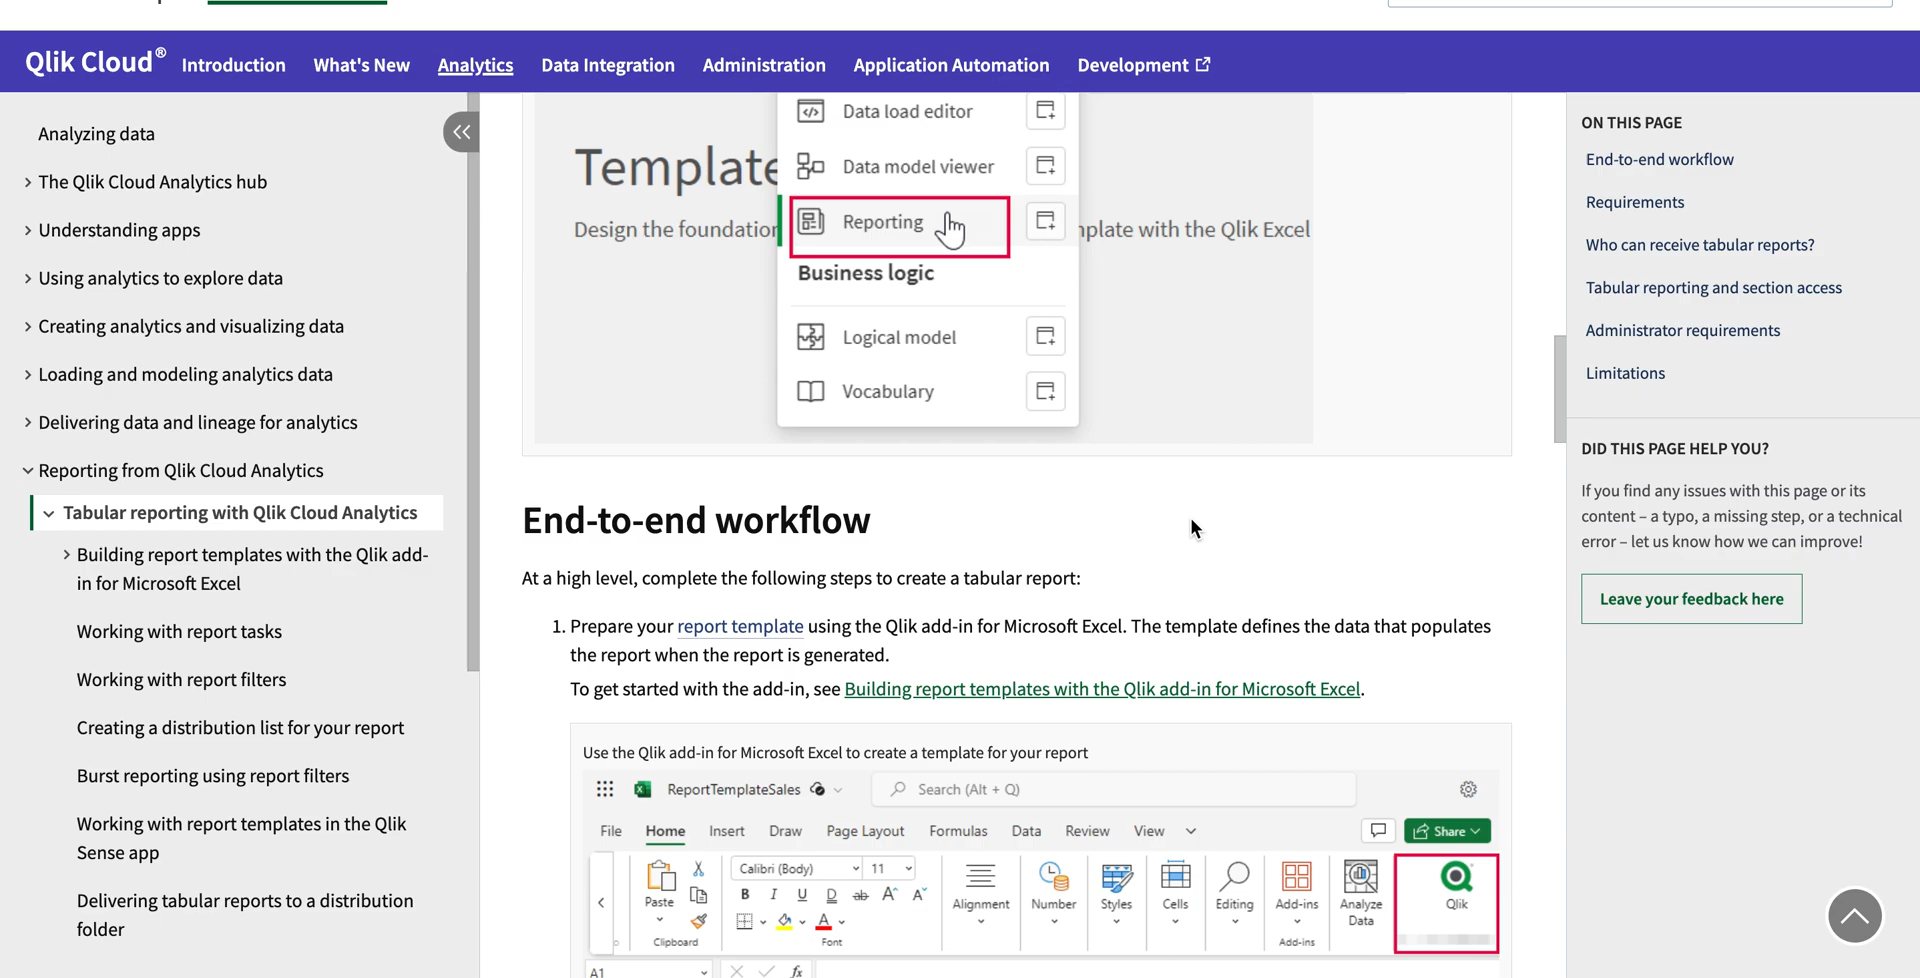 Qlik Cloud®
Introduction
What's New
Analytics
Data Integration
Administration
Application Automation
Development
Analyzing data
The Qlik Cloud Analytics hub
Understanding apps
Using analytics to explore data
Creating analytics and visualizing data
Loading and modeling analytics data
Delivering data and lineage for analytics
Reporting from Qlik Cloud Analytics
Tabular reporting with Qlik Cloud Analytics
Building report templates with the Qlik add-
in for Microsoft Excel
Working with report tasks
Working with report filters
Creating a distribution list for your report
Burst reporting using report filters
Working with report templates in the Qlik
Sense app
Delivering tabular reports to a distribution
folder
Template
Design the foundation
nplate with the Qlik Excel
Data load editor
Data model viewer
Reporting
Business logic
Logical model
Vocabulary
End-to-end workflow
At a high level, complete the following steps to create a tabular report:
1. Prepare your report template using the Qlik add-in for Microsoft Excel. The template defines the data that populates
the report when the report is generated.
To get started with the add-in, see Building report templates with the Qlik add-in for Microsoft Excel.
Use the Qlik add-in for Microsoft Excel to create a template for your report
ReportTemplateSales
Search (Alt + Q)
File
Home
Insert
Draw
Page Layout
Formulas
Data
Review
View
Share
Paste
Clipboard
Calibri (Body)
11
B
I
U
D
ab
A
A
A
Font
Alignment
Number
Styles
Cells
Editing
Add-ins
Add-ins
Analyze
Data
Qlik
A1
fx
ON THIS PAGE
End-to-end workflow
Requirements
Who can receive tabular reports?
Tabular reporting and section access
Administrator requirements
Limitations
DID THIS PAGE HELP YOU?
If you find any issues with this page or its
content – a typo, a missing step, or a technical
error – let us know how we can improve!
Leave your feedback here